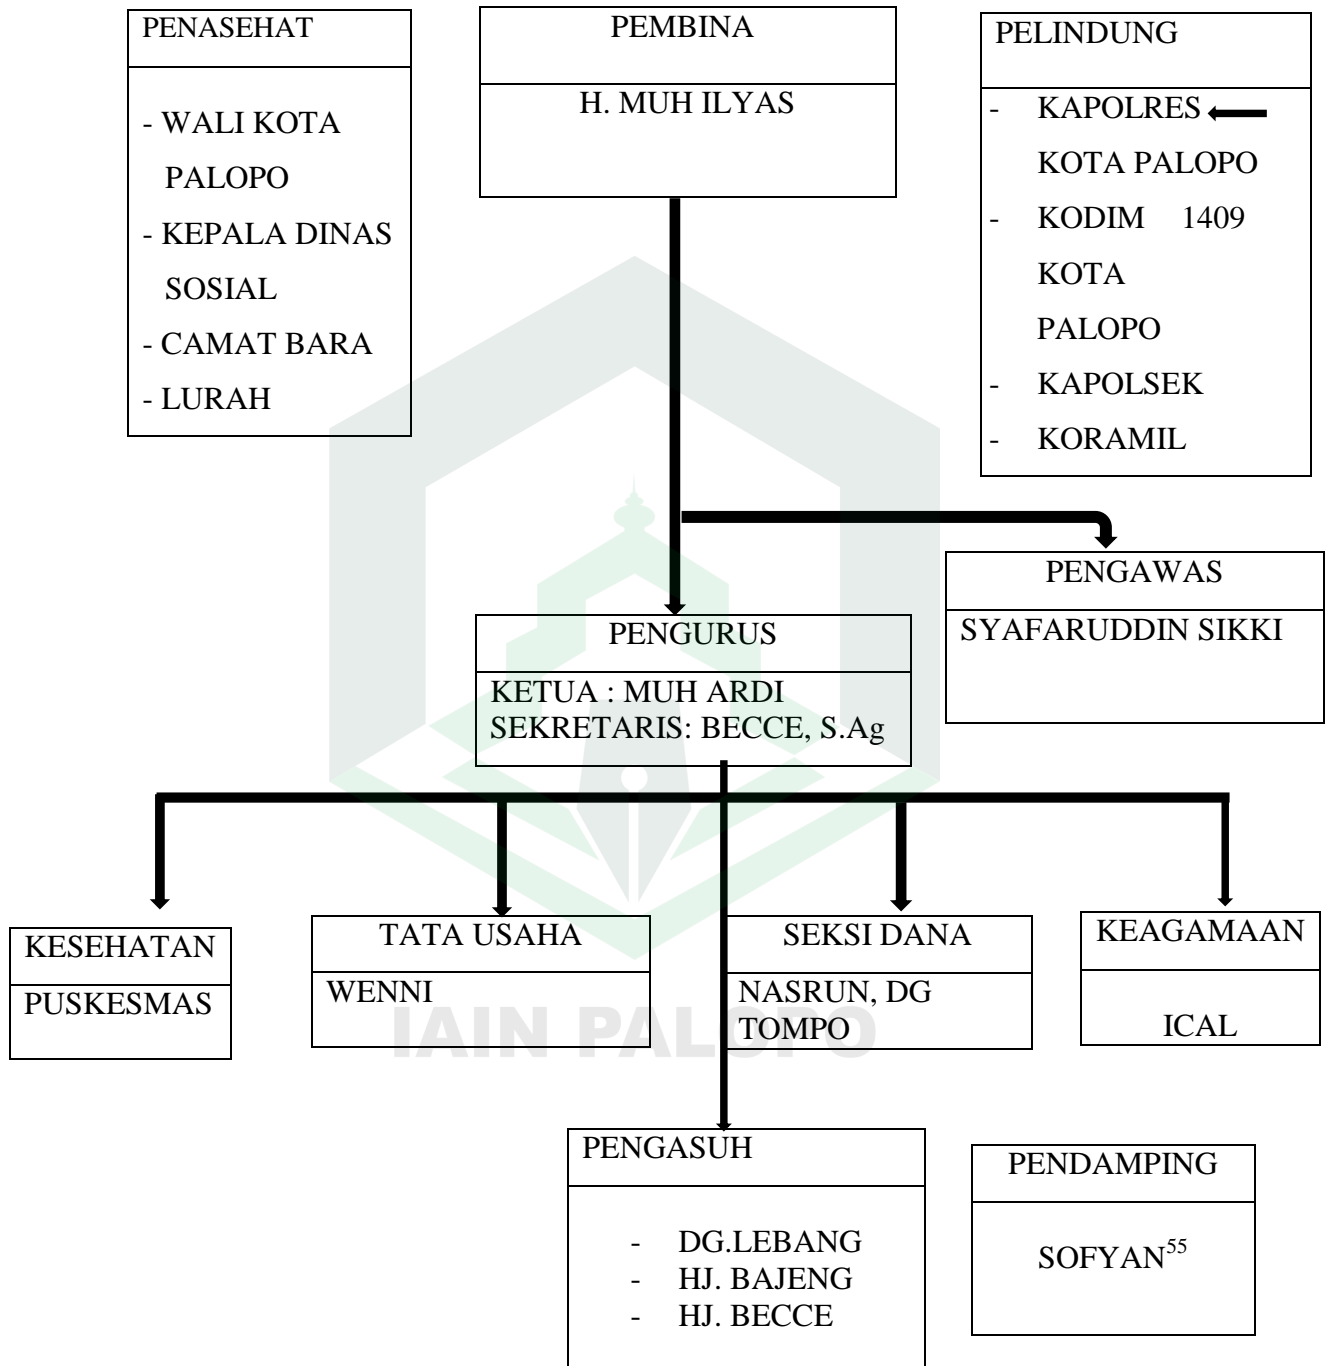 PENASEHAT
- WALI KOTA
PALOPO
- KEPALA DINAS
SOSIAL
- CAMAT BARA
- LURAH
PEMBINA
H. MUH ILYAS
PELINDUNG
- KAPOLRES
KOTA PALOPO
- KODIM 1409
KOTA
PALOPO
- KAPOLSEK
- KORAMIL
PENGAWAS
SYAFARUDDIN SIKKI
PENGURUS
KETUA : MUH ARDI
SEKRETARIS: BECCE, S.Ag
KESEHATAN
PUSKESMAS
TATA USAHA
WENNI
SEKSI DANA
NASRUN, DG
TOMPO
KEAGAMAAN
ICAL
IAIN PALOPO
PENGASUH
- DG.LEBANG
- HJ. BAJENG
- HJ. BECCE
PENDAMPING
SOFYAN55